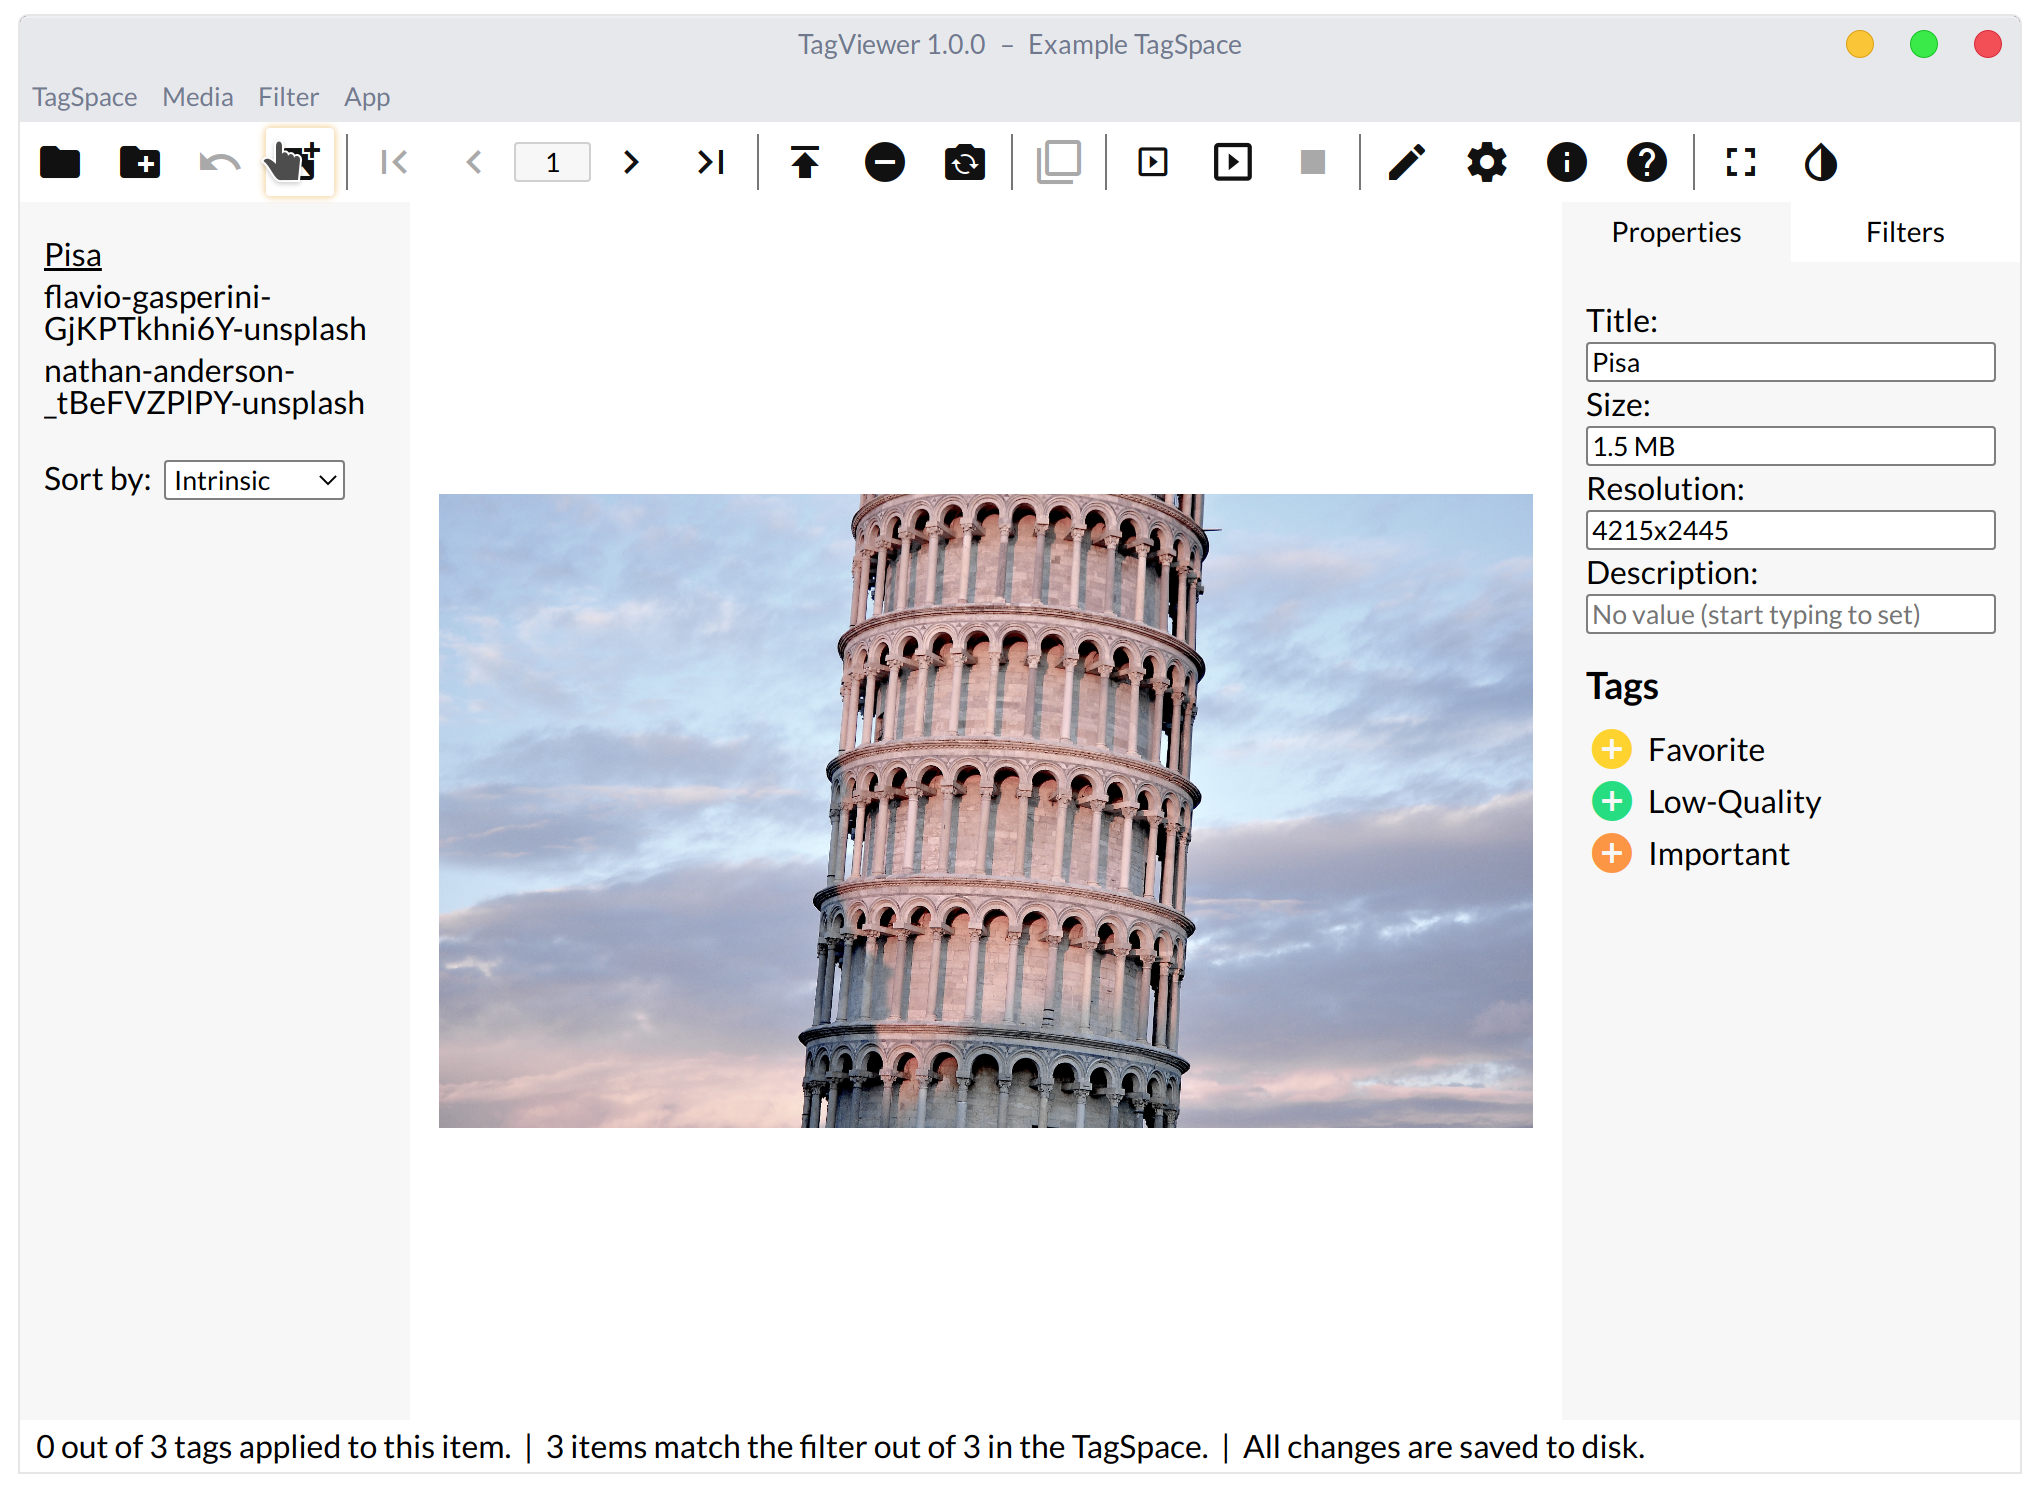 TagViewer 1.0.0 – Example TagSpace
TagSpace Media Filter App
1
Pisa
flavio-gasperini-
GjKPTkhni6Y-unsplash
nathan-anderson-
_tBeFVZPlPY-unsplash
Sort by: Intrinsic
Properties Filters
Title:
Pisa
Size:
1.5 MB
Resolution:
4215x2445
Description:
No value (start typing to set)
Tags
Favorite
Low-Quality
Important
0 out of 3 tags applied to this item. | 3 items match the filter out of 3 in the TagSpace. | All changes are saved to disk.